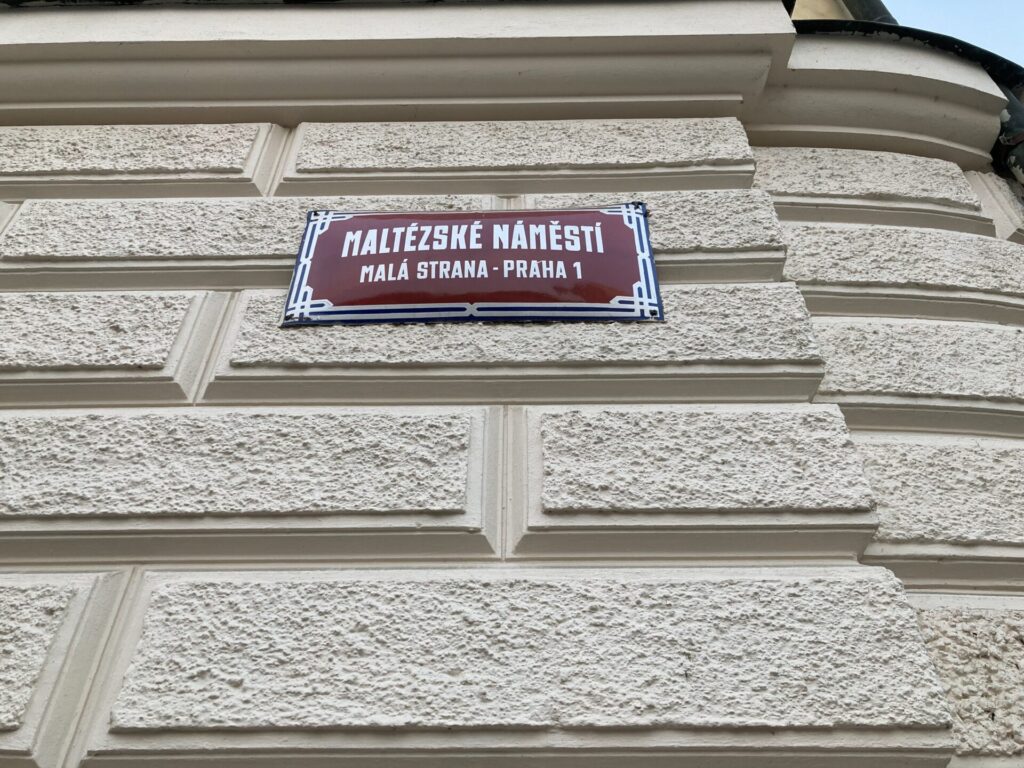 MALTÉZSKÉ NÁMĚSTÍ
MALÁ STRANA - PRAHA 1